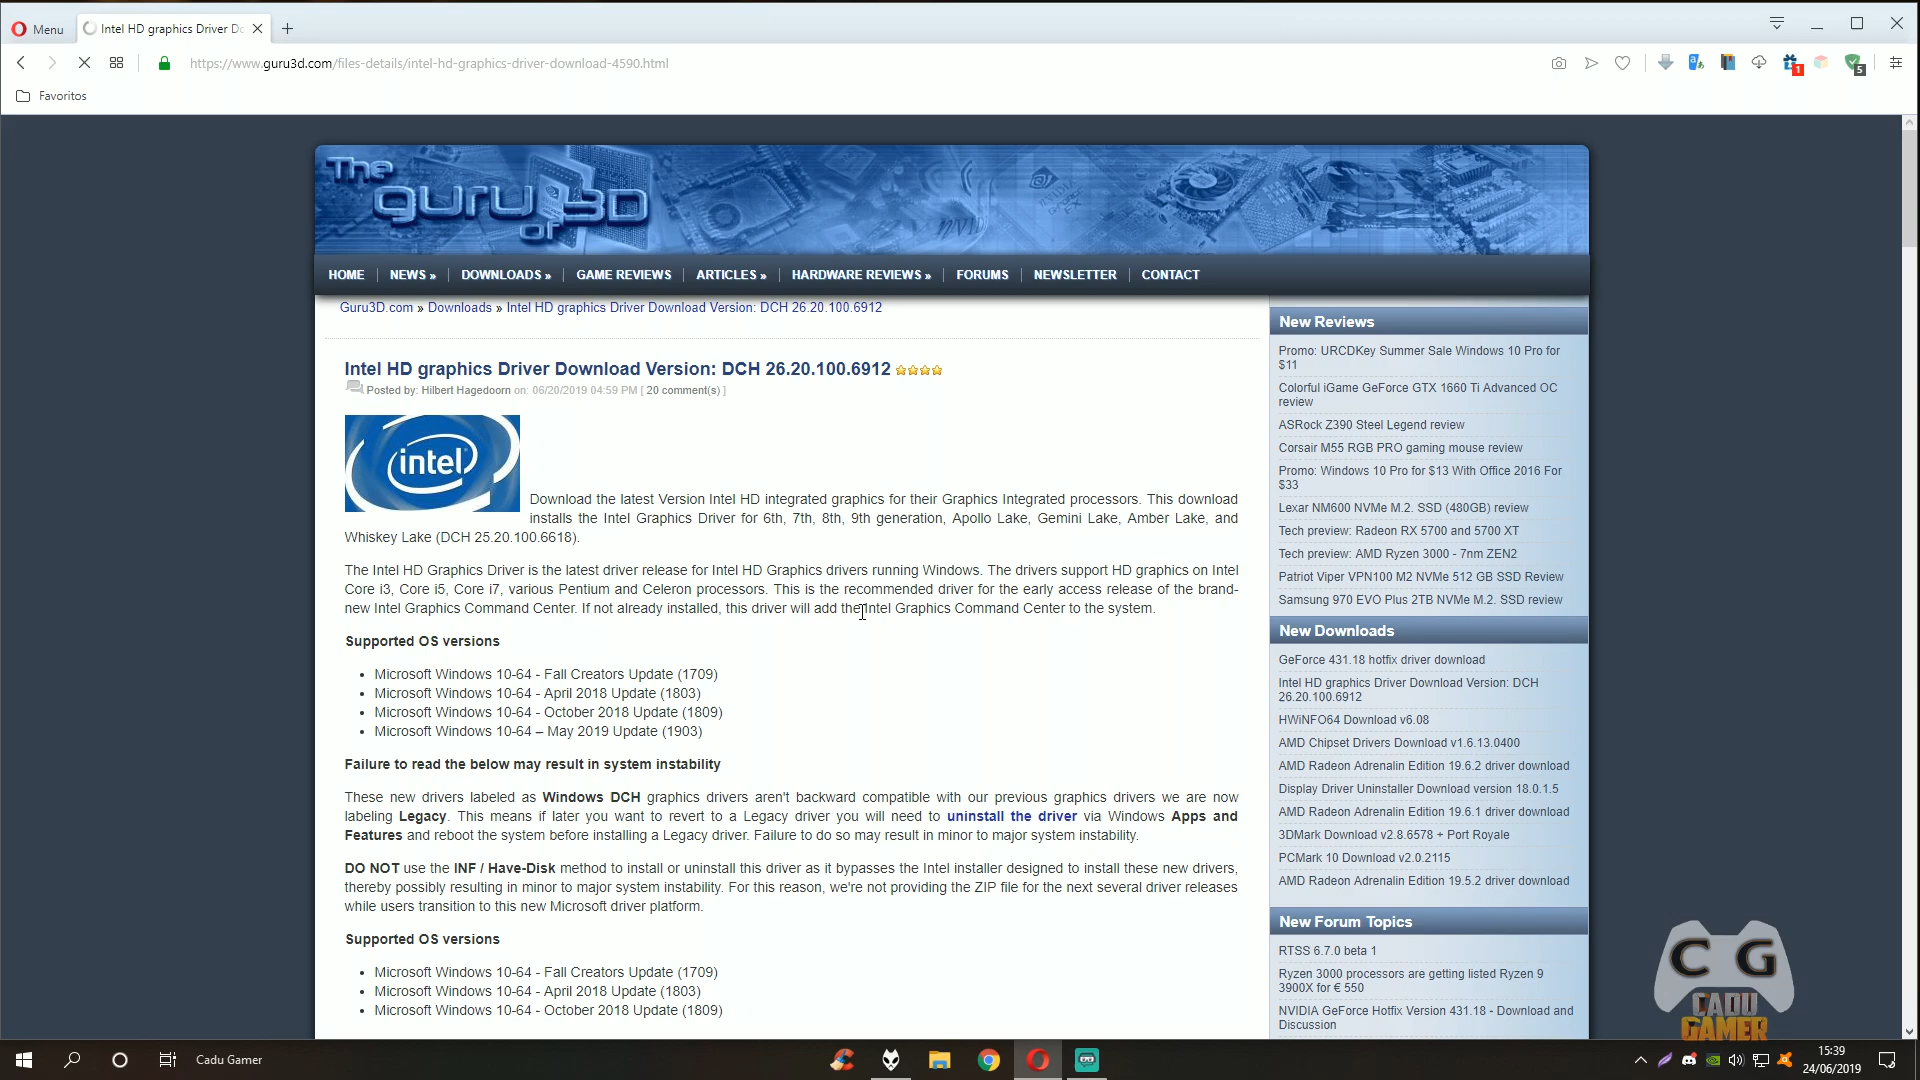 Menu
Intel HD graphics Driver Do
https://www.guru3d.com/files-details/intel-hd-graphics-driver-download-4590.html
1
5
Favoritos
The
guru 3D
of
HOME
NEWS »
DOWNLOADS »
GAME REVIEWS
ARTICLES »
HARDWARE REVIEWS »
FORUMS
NEWSLETTER
CONTACT
Guru3D.com » Downloads » Intel HD graphics Driver Download Version: DCH 26.20.100.6912
Intel HD graphics Driver Download Version: DCH 26.20.100.6912
Posted by: Hilbert Hagedoorn on: 06/20/2019 04:59 PM [ 20 comment(s) ]
intel
Download the latest Version Intel HD integrated graphics for their Graphics Integrated processors. This download
installs the Intel Graphics Driver for 6th, 7th, 8th, 9th generation, Apollo Lake, Gemini Lake, Amber Lake, and
Whiskey Lake (DCH 25.20.100.6618).
The Intel HD Graphics Driver is the latest driver release for Intel HD Graphics drivers running Windows. The drivers support HD graphics on Intel
Core i3, Core i5, Core i7, various Pentium and Celeron processors. This is the recommended driver for the early access release of the brand-
new Intel Graphics Command Center. If not already installed, this driver will add the Intel Graphics Command Center to the system.
Supported OS versions
• Microsoft Windows 10-64 - Fall Creators Update (1709)
• Microsoft Windows 10-64 - April 2018 Update (1803)
• Microsoft Windows 10-64 - October 2018 Update (1809)
• Microsoft Windows 10-64 – May 2019 Update (1903)
Failure to read the below may result in system instability
These new drivers labeled as Windows DCH graphics drivers aren't backward compatible with our previous graphics drivers we are now
labeling Legacy. This means if later you want to revert to a Legacy driver you will need to uninstall the driver via Windows Apps and
Features and reboot the system before installing a Legacy driver. Failure to do so may result in minor to major system instability.
DO NOT use the INF / Have-Disk method to install or uninstall this driver as it bypasses the Intel installer designed to install these new drivers,
thereby possibly resulting in minor to major system instability. For this reason, we're not providing the ZIP file for the next several driver releases
while users transition to this new Microsoft driver platform.
Supported OS versions
• Microsoft Windows 10-64 - Fall Creators Update (1709)
• Microsoft Windows 10-64 - April 2018 Update (1803)
• Microsoft Windows 10-64 - October 2018 Update (1809)
New Reviews
Promo: URCDKey Summer Sale Windows 10 Pro for
$11
Colorful iGame GeForce GTX 1660 Ti Advanced OC
review
ASRock Z390 Steel Legend review
Corsair M55 RGB PRO gaming mouse review
Promo: Windows 10 Pro for $13 With Office 2016 For
$33
Lexar NM600 NVMe M.2. SSD (480GB) review
Tech preview: Radeon RX 5700 and 5700 XT
Tech preview: AMD Ryzen 3000 - 7nm ZEN2
Patriot Viper VPN100 M2 NVMe 512 GB SSD Review
Samsung 970 EVO Plus 2TB NVMe M.2. SSD review
New Downloads
GeForce 431.18 hotfix driver download
Intel HD graphics Driver Download Version: DCH
26.20.100.6912
HWiNFO64 Download v6.08
AMD Chipset Drivers Download v1.6.13.0400
AMD Radeon Adrenalin Edition 19.6.2 driver download
Display Driver Uninstaller Download version 18.0.1.5
AMD Radeon Adrenalin Edition 19.6.1 driver download
3DMark Download v2.8.6578 + Port Royale
PCMark 10 Download v2.0.2115
AMD Radeon Adrenalin Edition 19.5.2 driver download
New Forum Topics
RTSS 6.7.0 beta 1
Ryzen 3000 processors are getting listed Ryzen 9
3900X for € 550
NVIDIA GeForce Hotfix Version 431.18 - Download and
Discussion
C G
CADU
GAMER
Cadu Gamer
15:39
24/06/2019